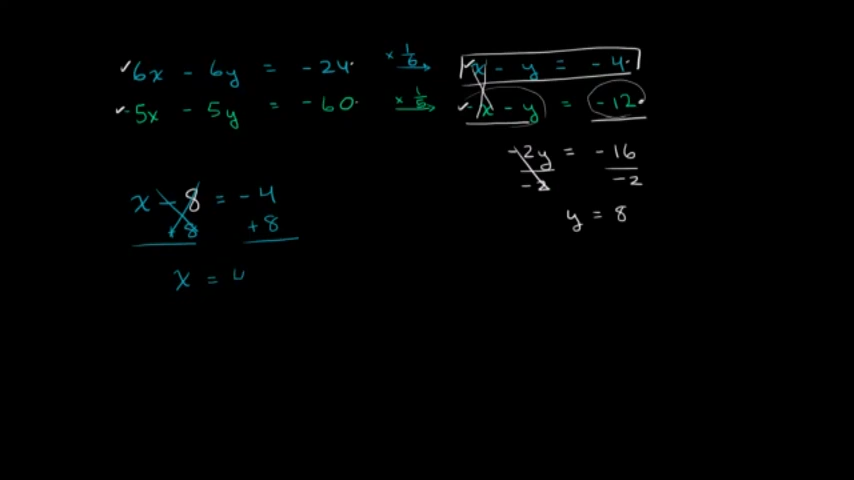 6x - 6y = -24 × 1/6 → x - y = -4
-5x - 5y = -60 × 1/5 → -x - y = -12
-2y = -16
-2 -2
y = 8
x - 8 = -4
+8 +8
x = 4